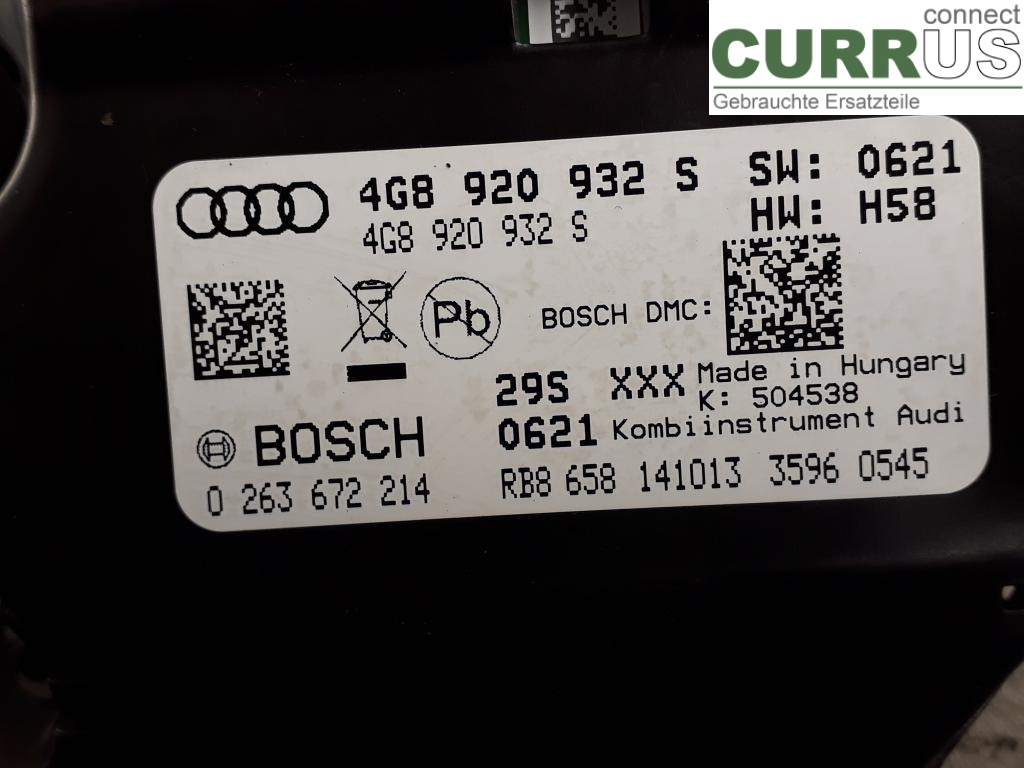 connect
CURRUS
Gebrauchte Ersatzteile
4G8 920 932 S SW: 0621
4G8 920 932 S HW: H58
Pb BOSCH DMC:
29S XXX Made in Hungary
K: 504538
BOSCH 0621 Kombiinstrument Audi
0 263 672 214 RB8 658 141013 3596 0545